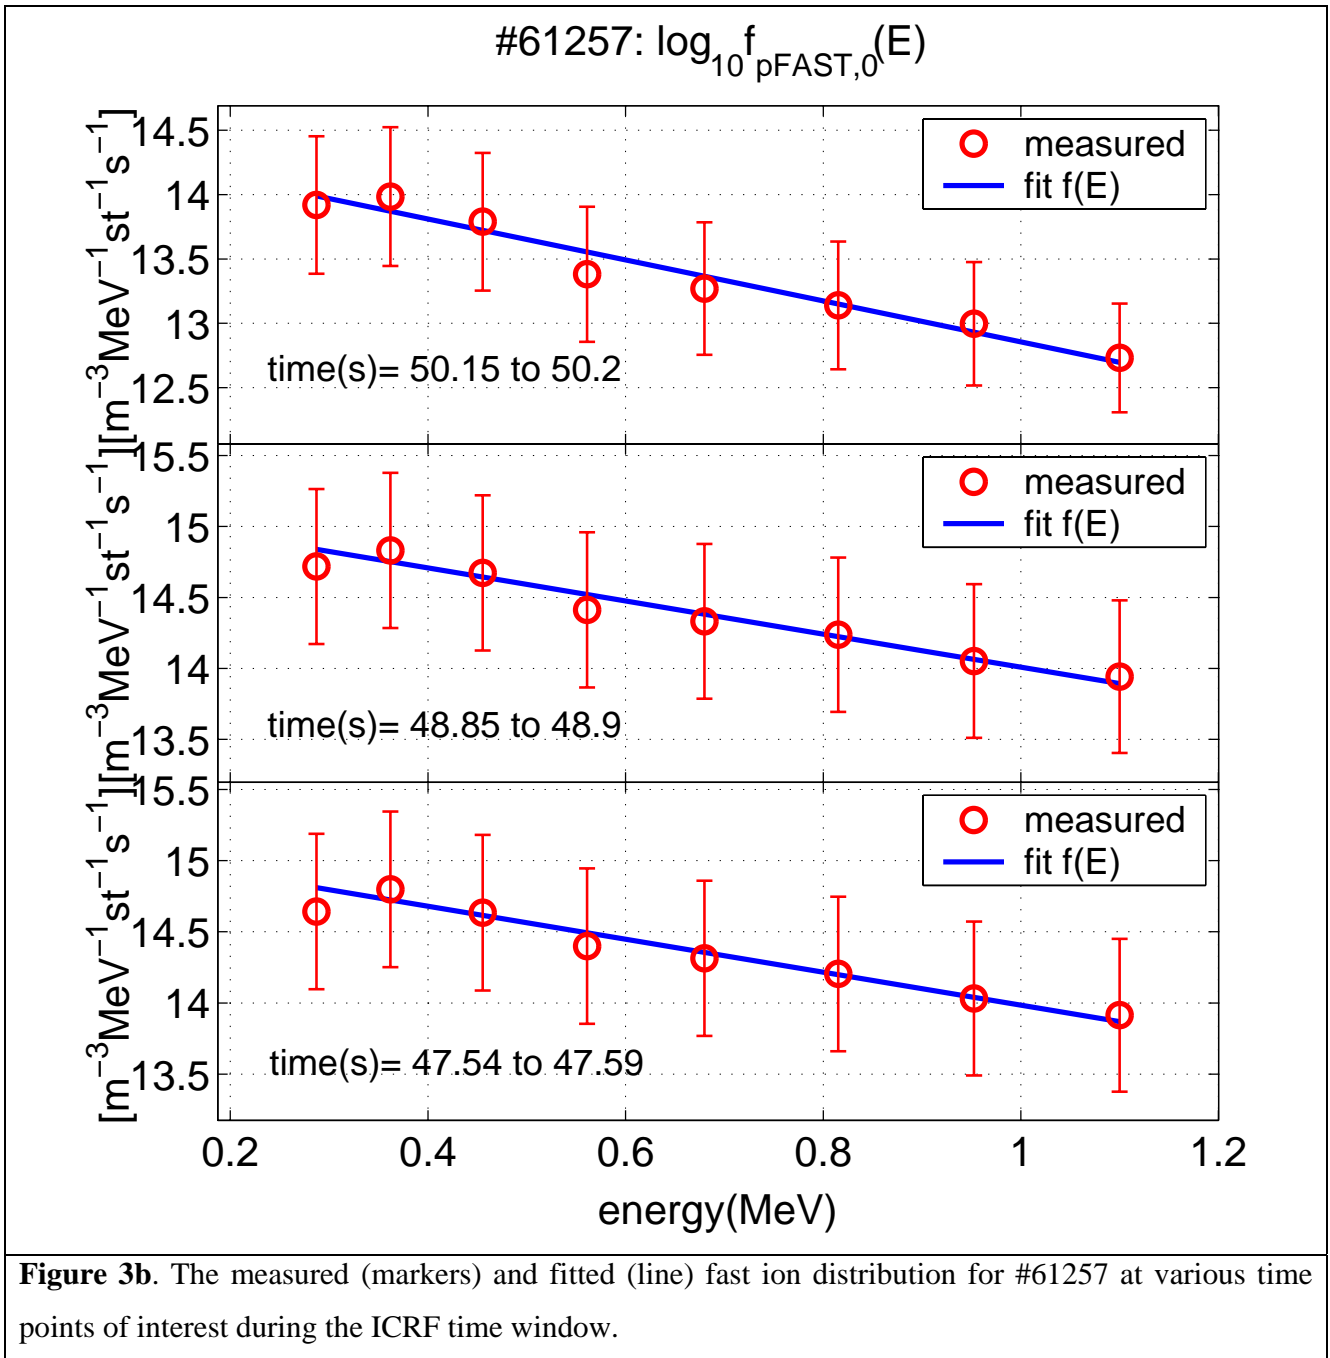 #61257: log₁₀f_pFAST,0(E)
[m⁻³MeV⁻¹st⁻¹s⁻¹]
14.5
14
13.5
13
12.5
measured
fit f(E)
time(s)= 50.15 to 50.2
[m⁻³MeV⁻¹st⁻¹s⁻¹]
15.5
15
14.5
14
13.5
measured
fit f(E)
time(s)= 48.85 to 48.9
[m⁻³MeV⁻¹st⁻¹s⁻¹]
15.5
15
14.5
14
13.5
measured
fit f(E)
time(s)= 47.54 to 47.59
0.2 0.4 0.6 0.8 1 1.2
energy(MeV)
Figure 3b. The measured (markers) and fitted (line) fast ion distribution for #61257 at various time
points of interest during the ICRF time window.